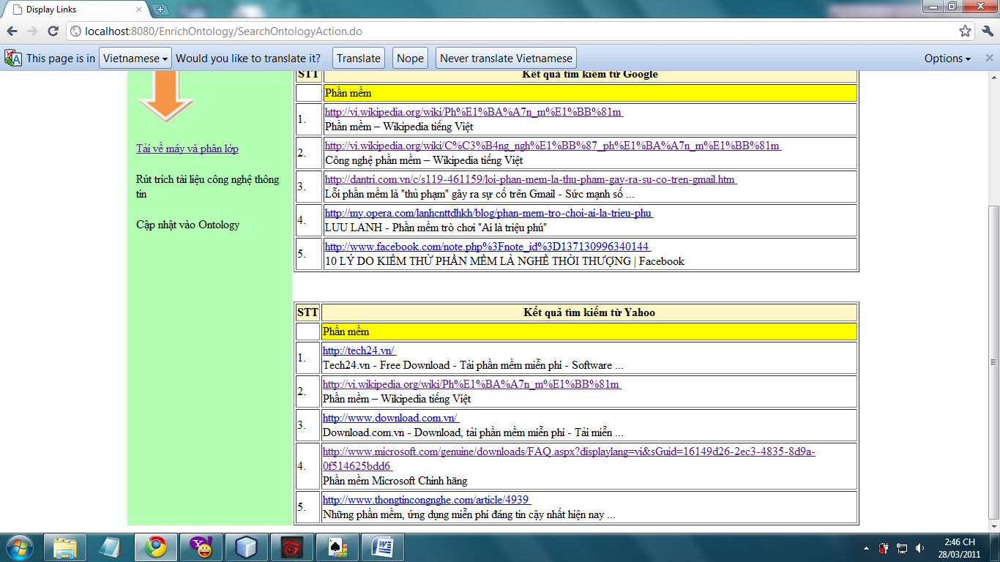 Display Links
localhost:8080/EnrichOntology/SearchOntologyAction.do
This page is in Vietnamese Would you like to translate it? Translate Nope Never translate Vietnamese Options
Tải về máy và phân lớp
Rút trích tài liệu công nghệ thông
tin
Cập nhật vào Ontology
STT Kết quả tìm kiếm từ Google
Phần mềm
1. http://vi.wikipedia.org/wiki/Ph%E1%BA%A7n_m%E1%BB%81m
Phần mềm – Wikipedia tiếng Việt
2. http://vi.wikipedia.org/wiki/C%C3%B4ng_ngh%E1%BB%87_ph%E1%BA%A7n_m%E1%BB%81m
Công nghệ phần mềm – Wikipedia tiếng Việt
3. http://dantri.com.vn/c/s119-461159/loi-phan-mem-la-thu-pham-gay-ra-su-co-tren-gmail.htm
Lỗi phần mềm là "thủ phạm" gây ra sự cố trên Gmail - Sức mạnh số ...
4. http://my.opera.com/lanhcnttdhkh/blog/phan-mem-tro-choi-ai-la-trieu-phu
LUU LANH - Phần mềm trò chơi "Ai là triệu phú"
5. http://www.facebook.com/note.php%3Fnote_id%3D137130996340144
10 LÝ DO KIỂM THỬ PHẦN MỀM LÀ NGHỀ THỜI THƯỢNG | Facebook
STT Kết quả tìm kiếm từ Yahoo
Phần mềm
1. http://tech24.vn/
Tech24.vn - Free Download - Tải phần mềm miễn phí - Software ...
2. http://vi.wikipedia.org/wiki/Ph%E1%BA%A7n_m%E1%BB%81m
Phần mềm – Wikipedia tiếng Việt
3. http://www.download.com.vn/
Download.com.vn - Download, tải phần mềm miễn phí - Tải miễn ...
4. http://www.microsoft.com/genuine/downloads/FAQ.aspx?displaylang=vi&sGuid=16149d26-2ec3-4835-8d9a-
0f514625bdd6
Phần mềm Microsoft Chính hãng
5. http://www.thongtincongnghe.com/article/4939
Những phần mềm, ứng dụng miễn phí đáng tin cậy nhất hiện nay ...
2:46 CH
28/03/2011